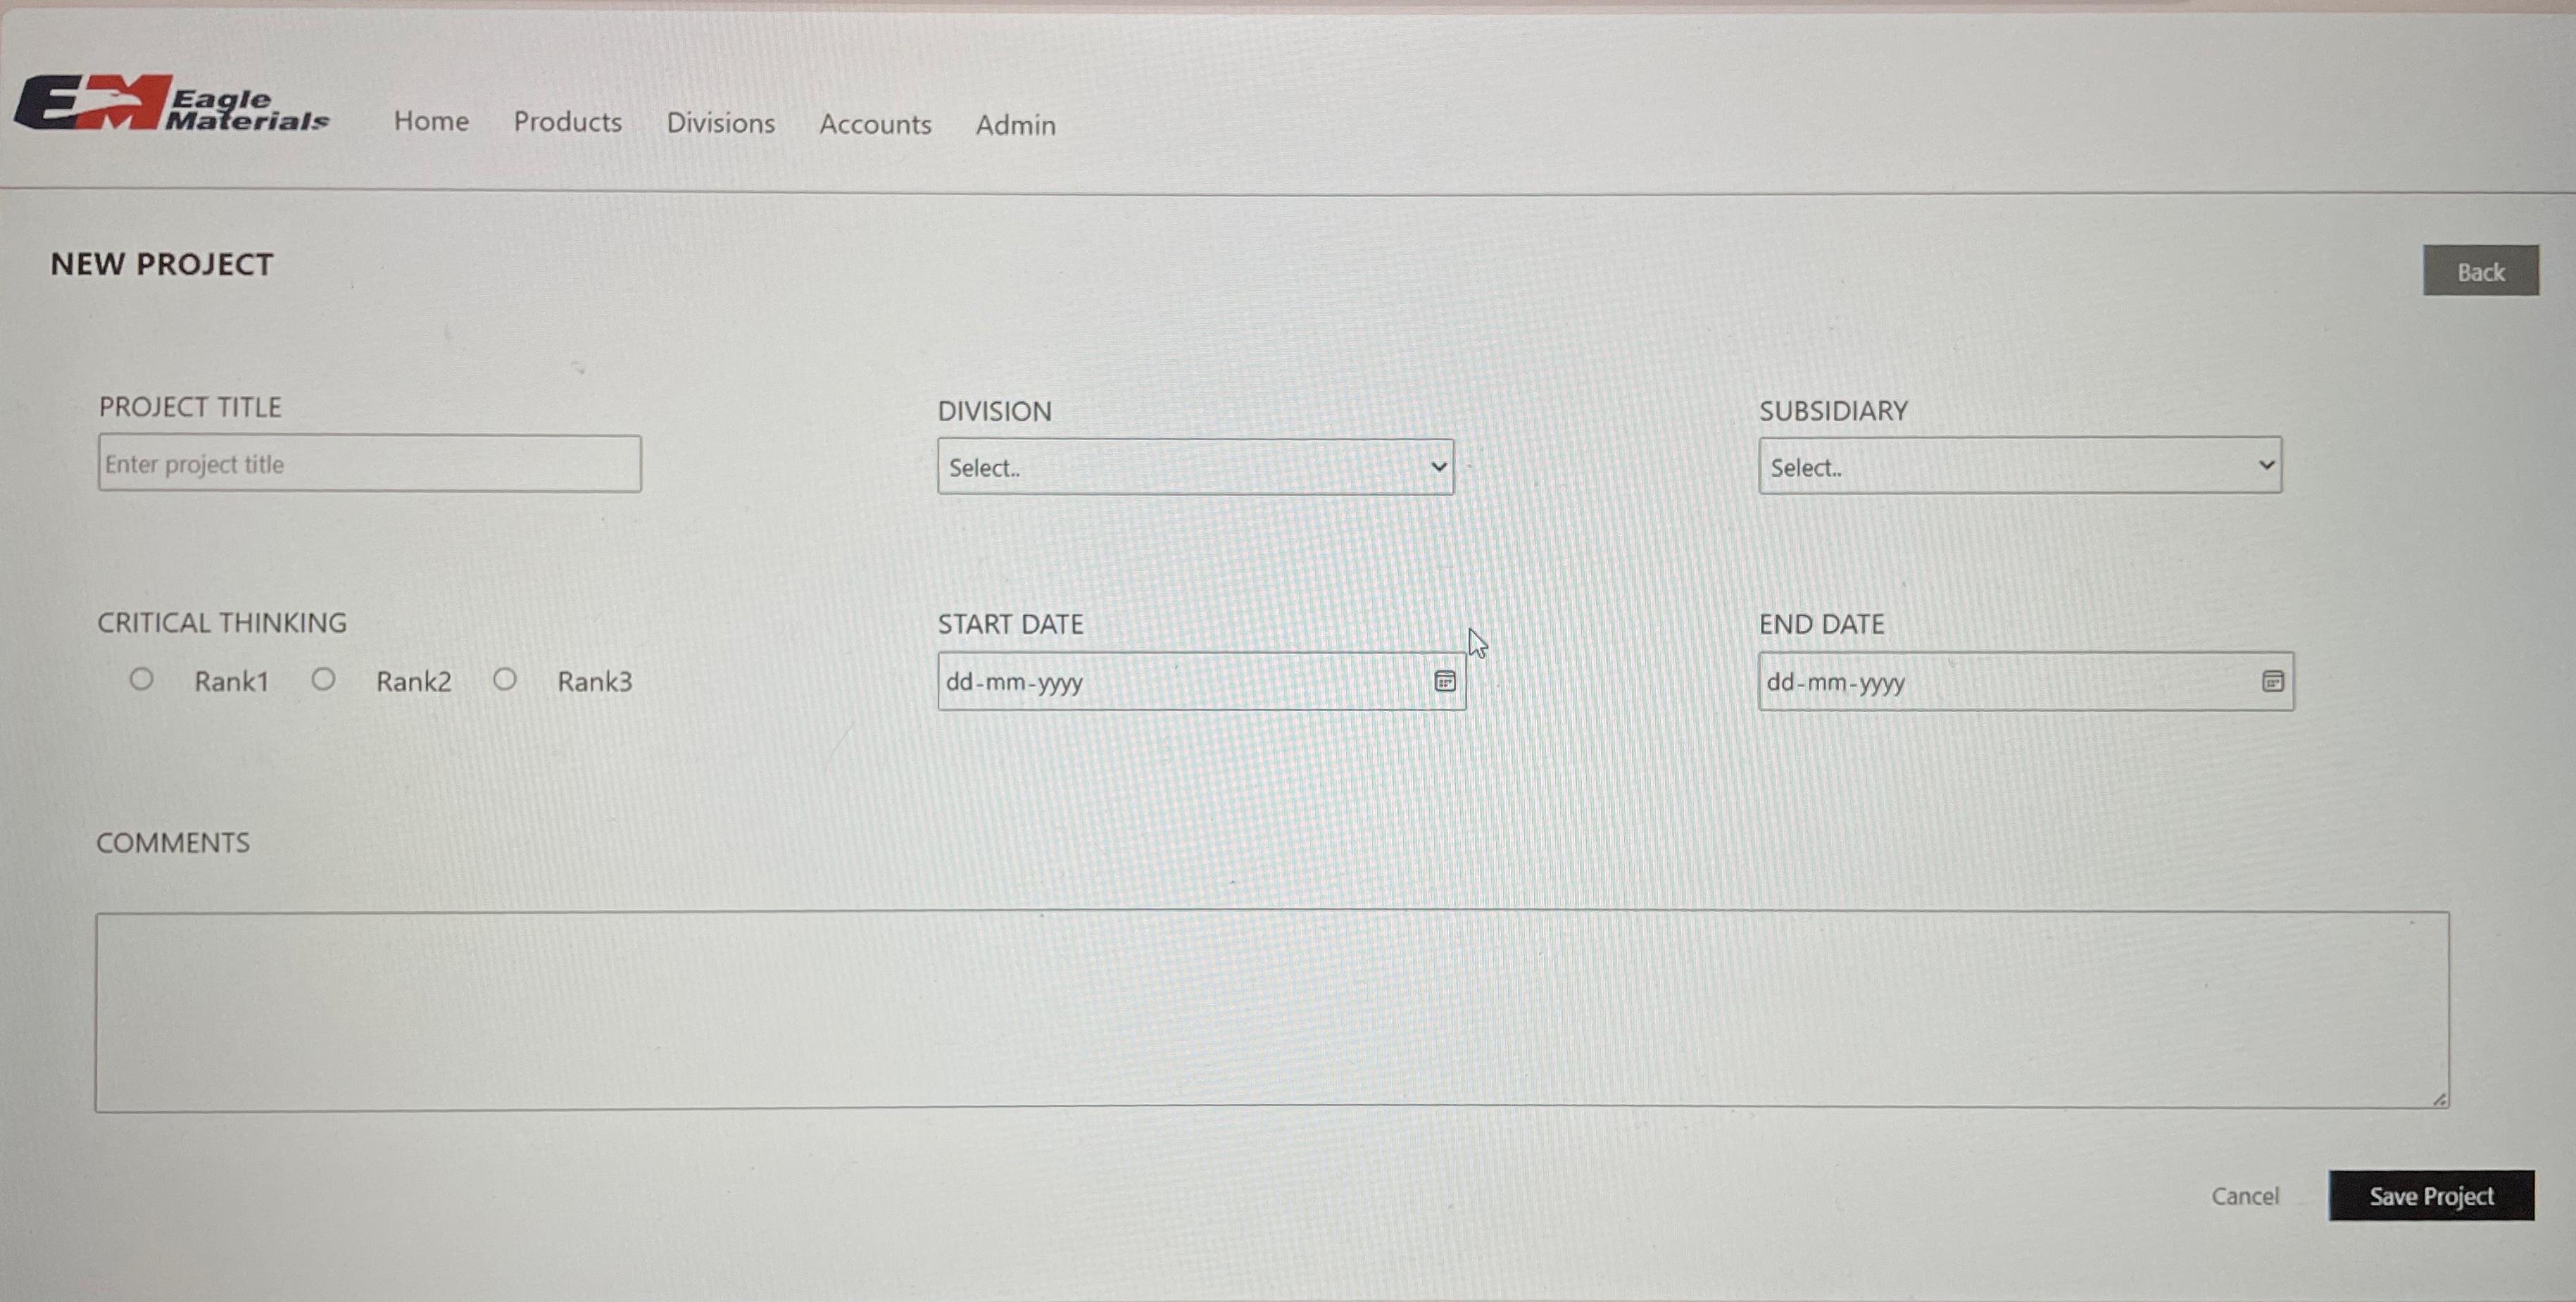 EM Eagle
Materials
Home Products Divisions Accounts Admin
NEW PROJECT
Back
PROJECT TITLE
Enter project title
DIVISION
Select..
SUBSIDIARY
Select..
CRITICAL THINKING
Rank1 Rank2 Rank3
START DATE
dd-mm-yyyy
END DATE
dd-mm-yyyy
COMMENTS
Cancel
Save Project